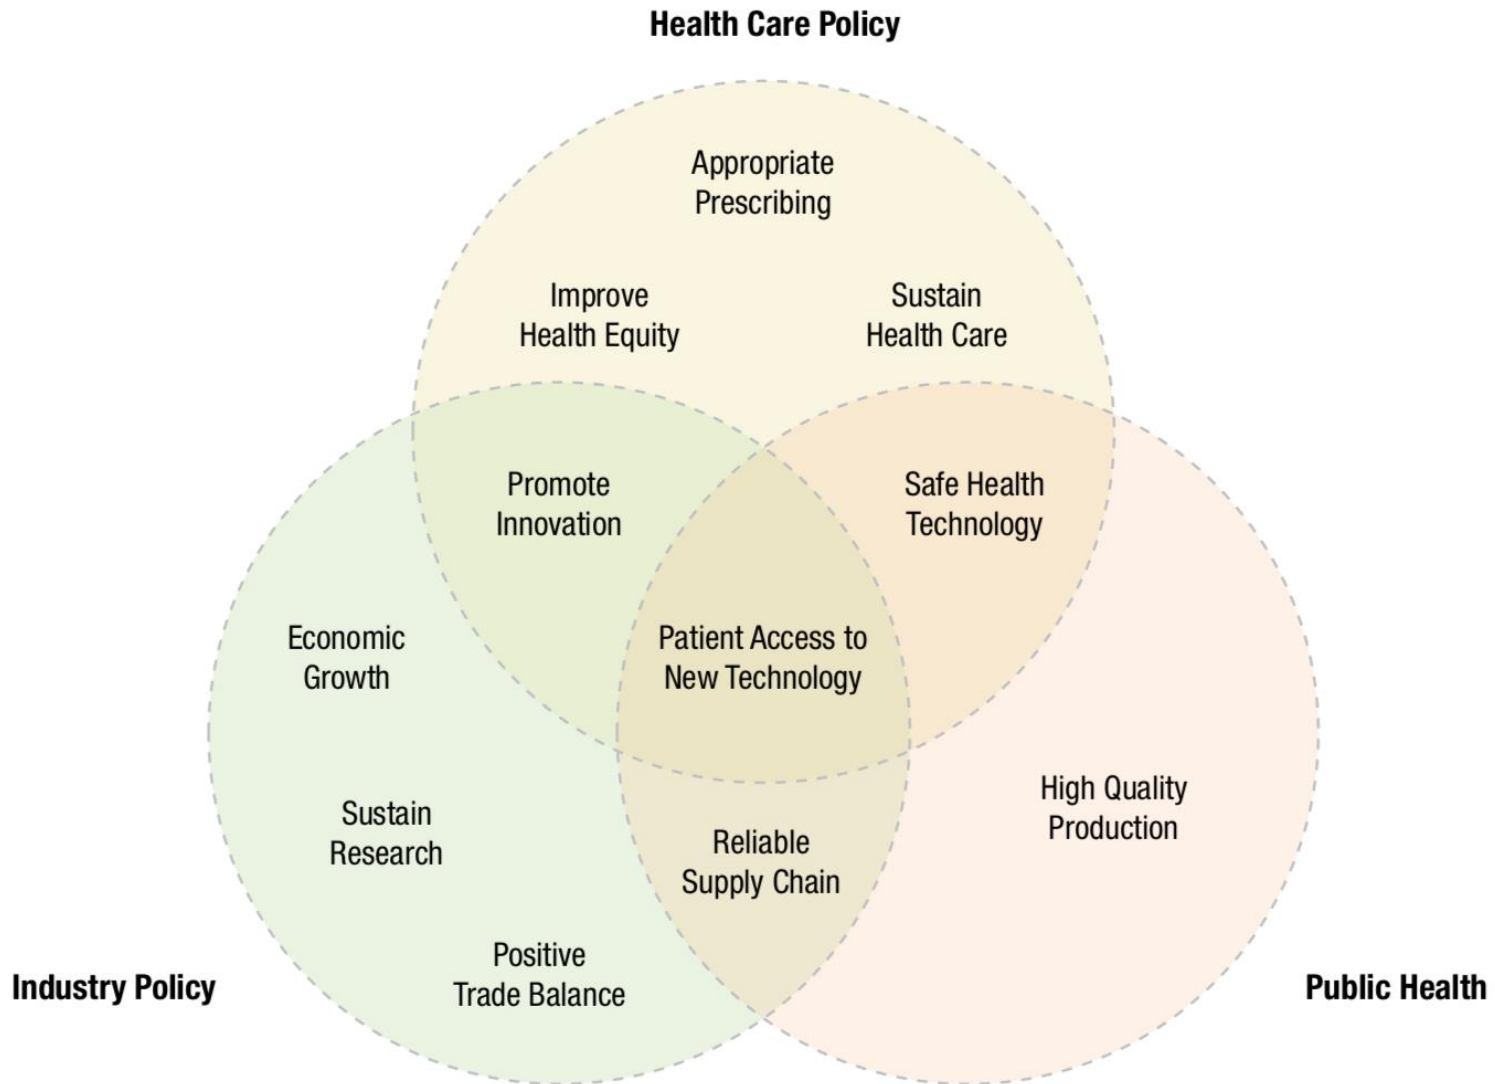 Health Care Policy
Appropriate
Prescribing
Improve
Health Equity
Sustain
Health Care
Promote
Innovation
Safe Health
Technology
Economic
Growth
Patient Access to
New Technology
High Quality
Production
Sustain
Research
Reliable
Supply Chain
Positive
Trade Balance
Industry Policy
Public Health